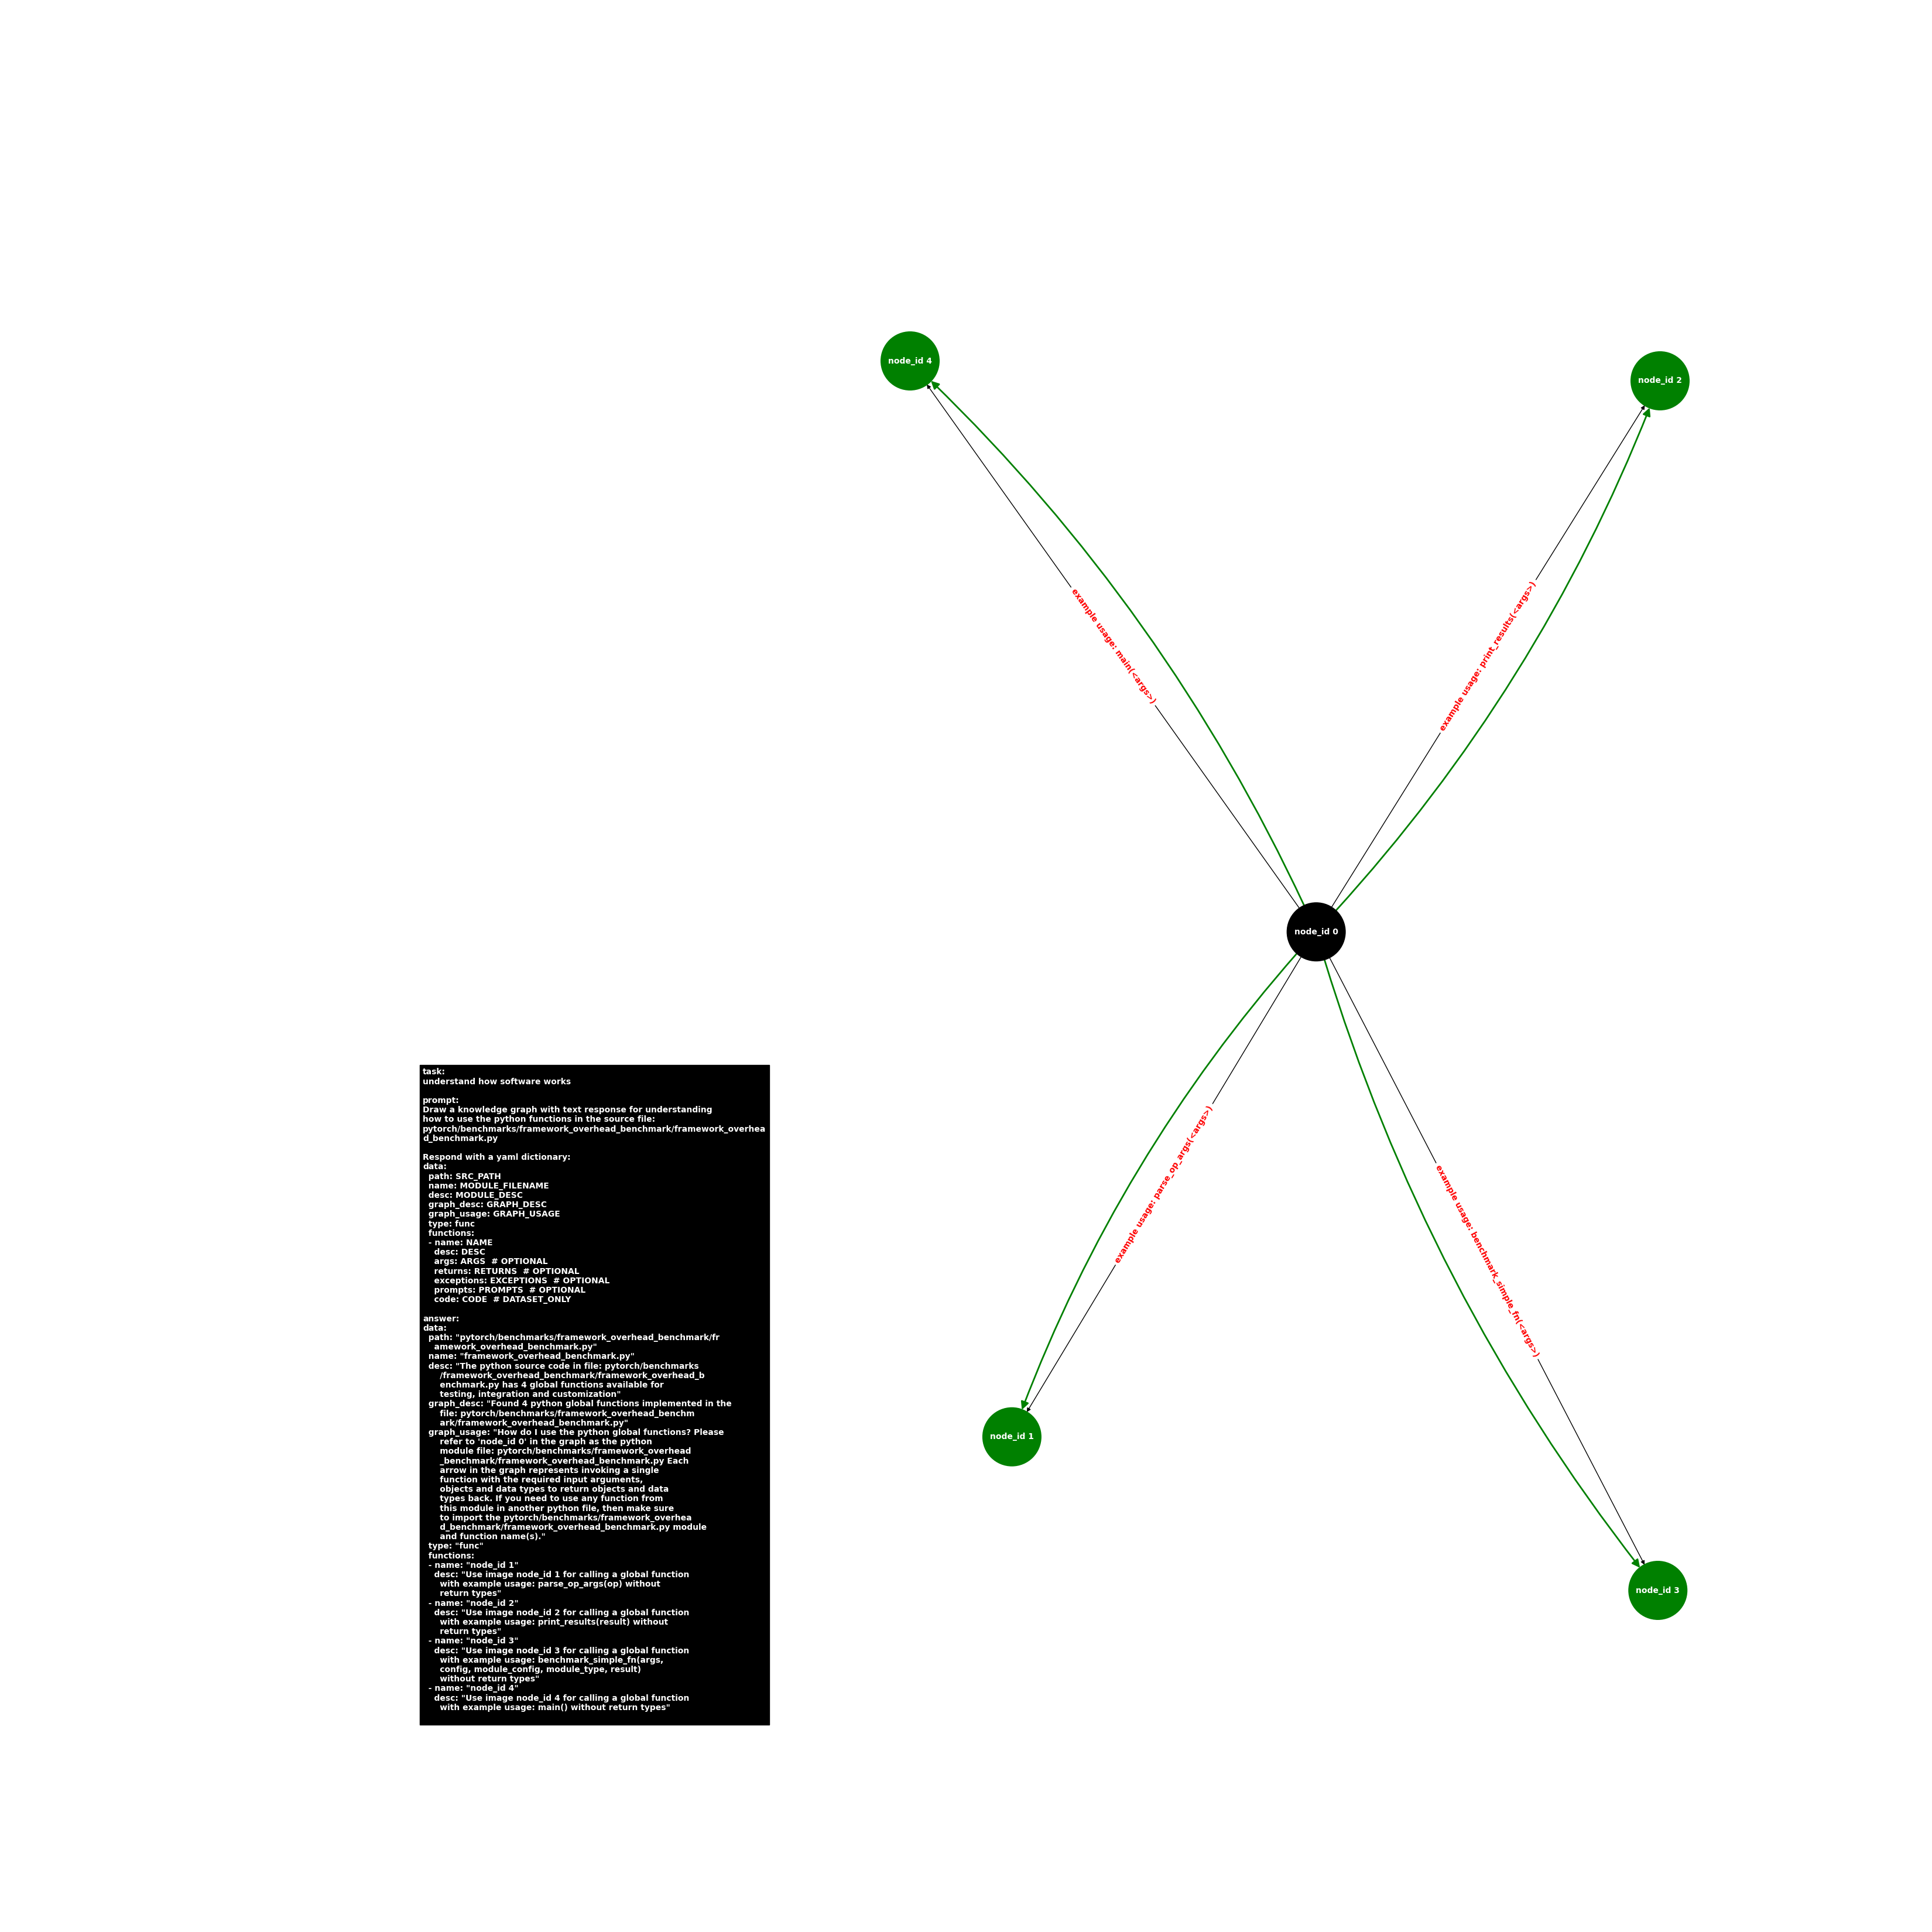 node_id 4
node_id 2
example usage: main(<args>)
example usage: print_results(<args>)
node_id 0
example usage: parse_op_args(<args>)
example usage: benchmark_simple_fn(<args>)
node_id 1
node_id 3
task:
understand how software works
prompt:
Draw a knowledge graph with text response for understanding
how to use the python functions in the source file:
pytorch/benchmarks/framework_overhead_benchmark/framework_overhea
d_benchmark.py
Respond with a yaml dictionary:
data:
path: SRC_PATH
name: MODULE_FILENAME
desc: MODULE_DESC
graph_desc: GRAPH_DESC
graph_usage: GRAPH_USAGE
type: func
functions:
- name: NAME
desc: DESC
args: ARGS  # OPTIONAL
returns: RETURNS  # OPTIONAL
exceptions: EXCEPTIONS  # OPTIONAL
prompts: PROMPTS  # OPTIONAL
code: CODE  # DATASET_ONLY
answer:
data:
path: "pytorch/benchmarks/framework_overhead_benchmark/fr
amework_overhead_benchmark.py"
name: "framework_overhead_benchmark.py"
desc: "The python source code in file: pytorch/benchmarks
/framework_overhead_benchmark/framework_overhead_b
enchmark.py has 4 global functions available for
testing, integration and customization"
graph_desc: "Found 4 python global functions implemented in the
file: pytorch/benchmarks/framework_overhead_benchm
ark/framework_overhead_benchmark.py"
graph_usage: "How do I use the python global functions? Please
refer to 'node_id 0' in the graph as the python
module file: pytorch/benchmarks/framework_overhead
_benchmark/framework_overhead_benchmark.py Each
arrow in the graph represents invoking a single
function with the required input arguments,
objects and data types to return objects and data
types back. If you need to use any function from
this module in another python file, then make sure
to import the pytorch/benchmarks/framework_overhea
d_benchmark/framework_overhead_benchmark.py module
and function name(s)."
type: "func"
functions:
- name: "node_id 1"
desc: "Use image node_id 1 for calling a global function
with example usage: parse_op_args(op) without
return types"
- name: "node_id 2"
desc: "Use image node_id 2 for calling a global function
with example usage: print_results(result) without
return types"
- name: "node_id 3"
desc: "Use image node_id 3 for calling a global function
with example usage: benchmark_simple_fn(args,
config, module_config, module_type, result)
without return types"
- name: "node_id 4"
desc: "Use image node_id 4 for calling a global function
with example usage: main() without return types"